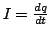 I = dq/dt